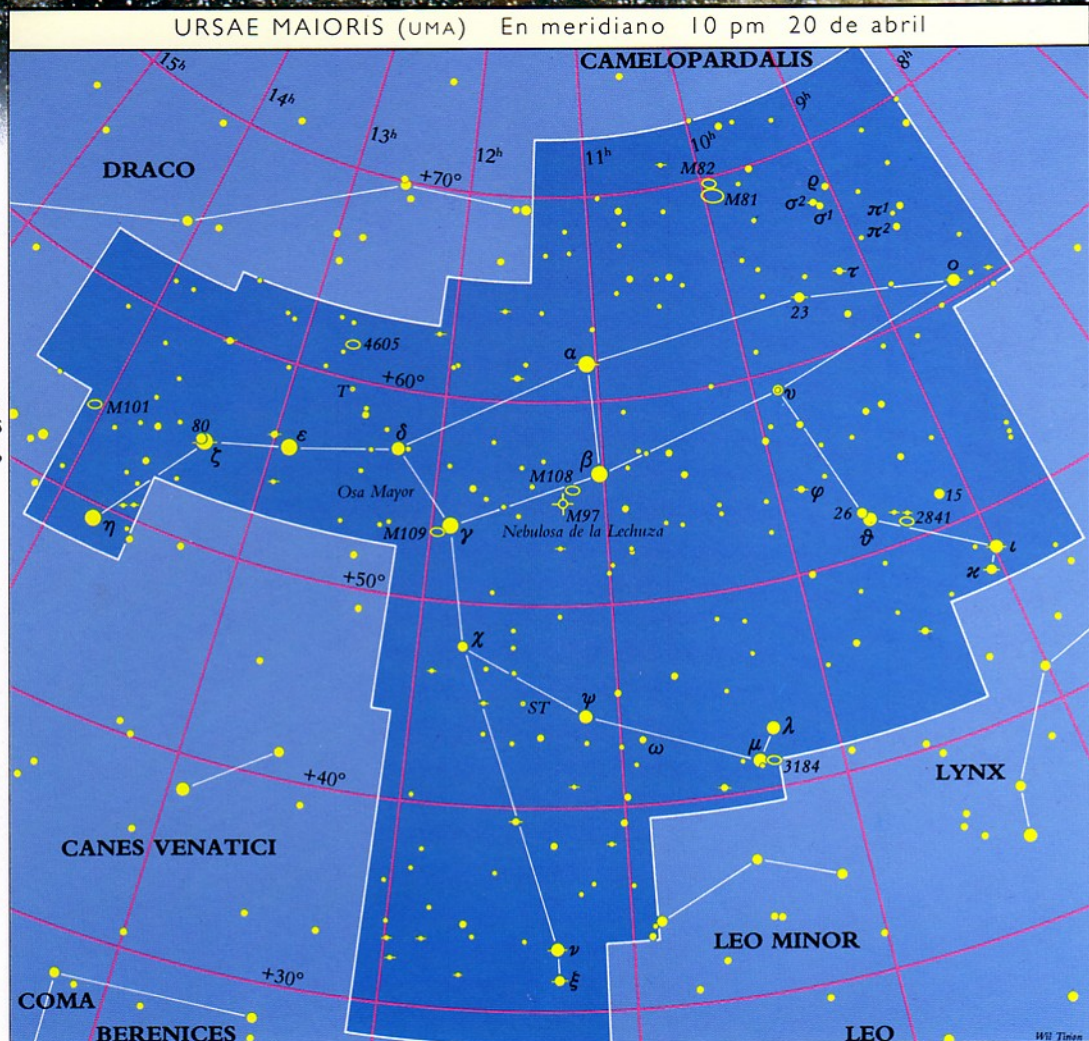 URSAE MAIORIS (UMA) En meridiano 10 pm 20 de abril
CAMELOPARDALIS
15h
14h
13h
12h
11h
10h
9h
8h
DRACO
+70°
M82
M81
ϱ
σ²
σ¹
π¹
π²
τ
ο
23
α
4605
+60°
T
M101
80
ζ
ε
δ
υ
β
M108
Osa Mayor
M97
φ
15
η
M109
γ
Nebulosa de la Lechuza
26
2841
ϑ
ι
ϰ
+50°
χ
ST
ψ
ω
λ
μ
3184
+40°
LYNX
CANES VENATICI
LEO MINOR
ν
ξ
+30°
COMA
BERENICES
LEO
Wil Tirion